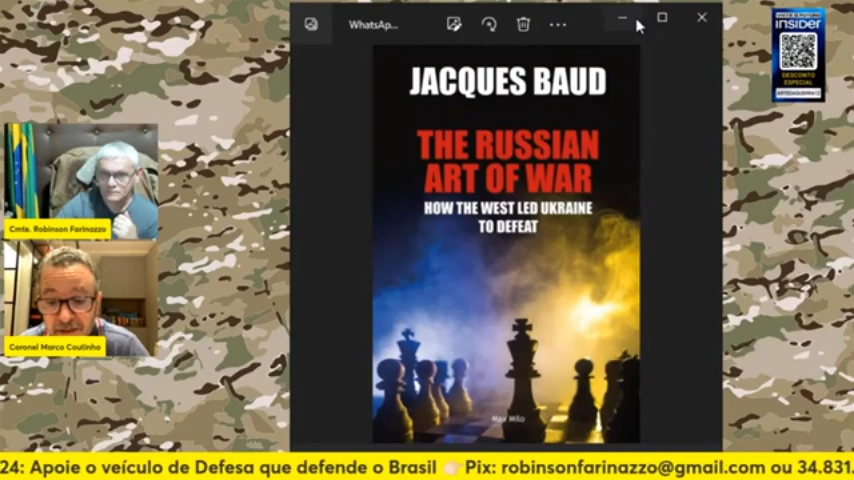 WhatsAp...
JACQUES BAUD
THE RUSSIAN
ART OF WAR
HOW THE WEST LED UKRAINE
TO DEFEAT
Max Milo
insider
DESCONTO
ESPECIAL
Cmte. Robinson Farinazzo
Coronel Marco Coutinho
24: Apoie o veículo de Defesa que defende o Brasil 👉🏻 Pix: robinsonfarinazzo@gmail.com ou 34.831.